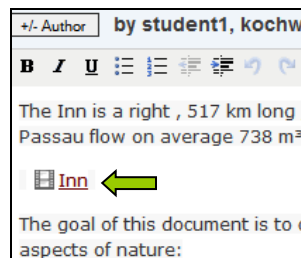 +/- Author by student1, kochw
B I U
The Inn is a right , 517 km long
Passau flow on average 738 m³
Inn
The goal of this document is to
aspects of nature: